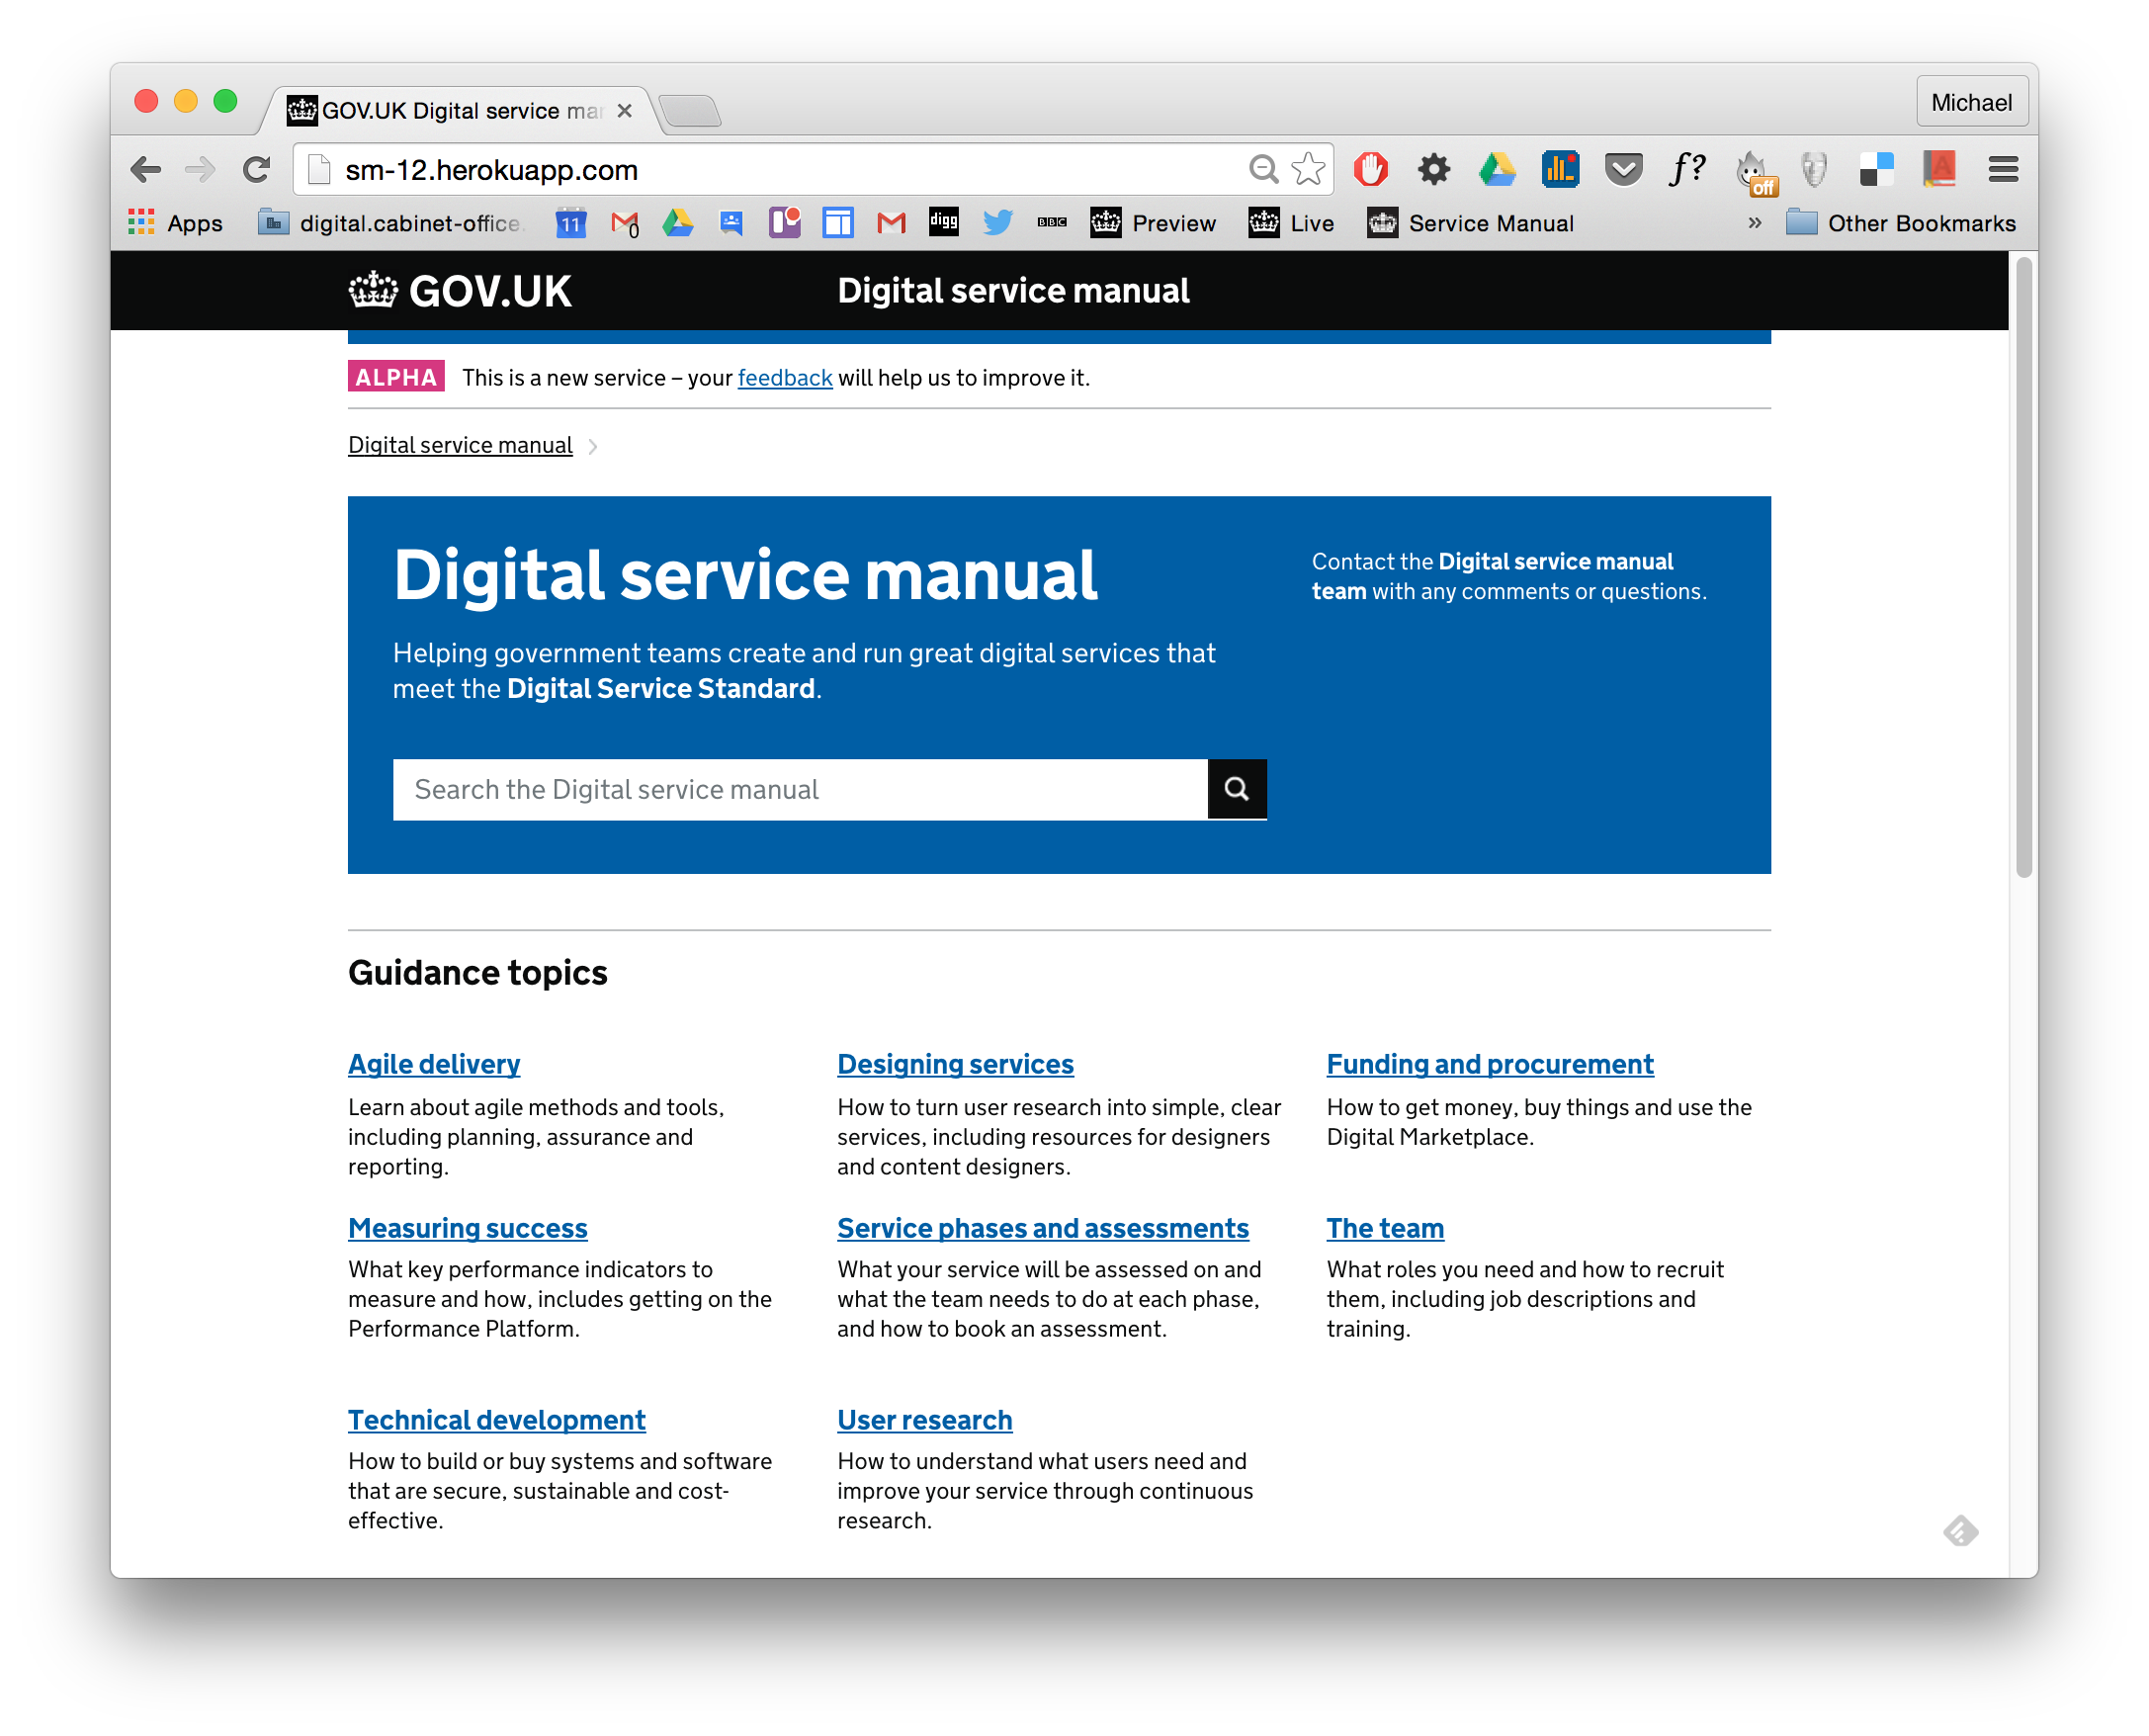 GOV.UK Digital service mar
Michael
sm-12.herokuapp.com
f?
off
Apps
digital.cabinet-office.
11
0
digg
BBC
Preview
Live
Service Manual
»
Other Bookmarks
GOV.UK
Digital service manual
ALPHA This is a new service – your feedback will help us to improve it.
Digital service manual
Digital service manual
Contact the Digital service manual
team with any comments or questions.
Helping government teams create and run great digital services that
meet the Digital Service Standard.
Search the Digital service manual
Guidance topics
Agile delivery
Learn about agile methods and tools,
including planning, assurance and
reporting.
Designing services
How to turn user research into simple, clear
services, including resources for designers
and content designers.
Funding and procurement
How to get money, buy things and use the
Digital Marketplace.
Measuring success
What key performance indicators to
measure and how, includes getting on the
Performance Platform.
Service phases and assessments
What your service will be assessed on and
what the team needs to do at each phase,
and how to book an assessment.
The team
What roles you need and how to recruit
them, including job descriptions and
training.
Technical development
How to build or buy systems and software
that are secure, sustainable and cost-
effective.
User research
How to understand what users need and
improve your service through continuous
research.